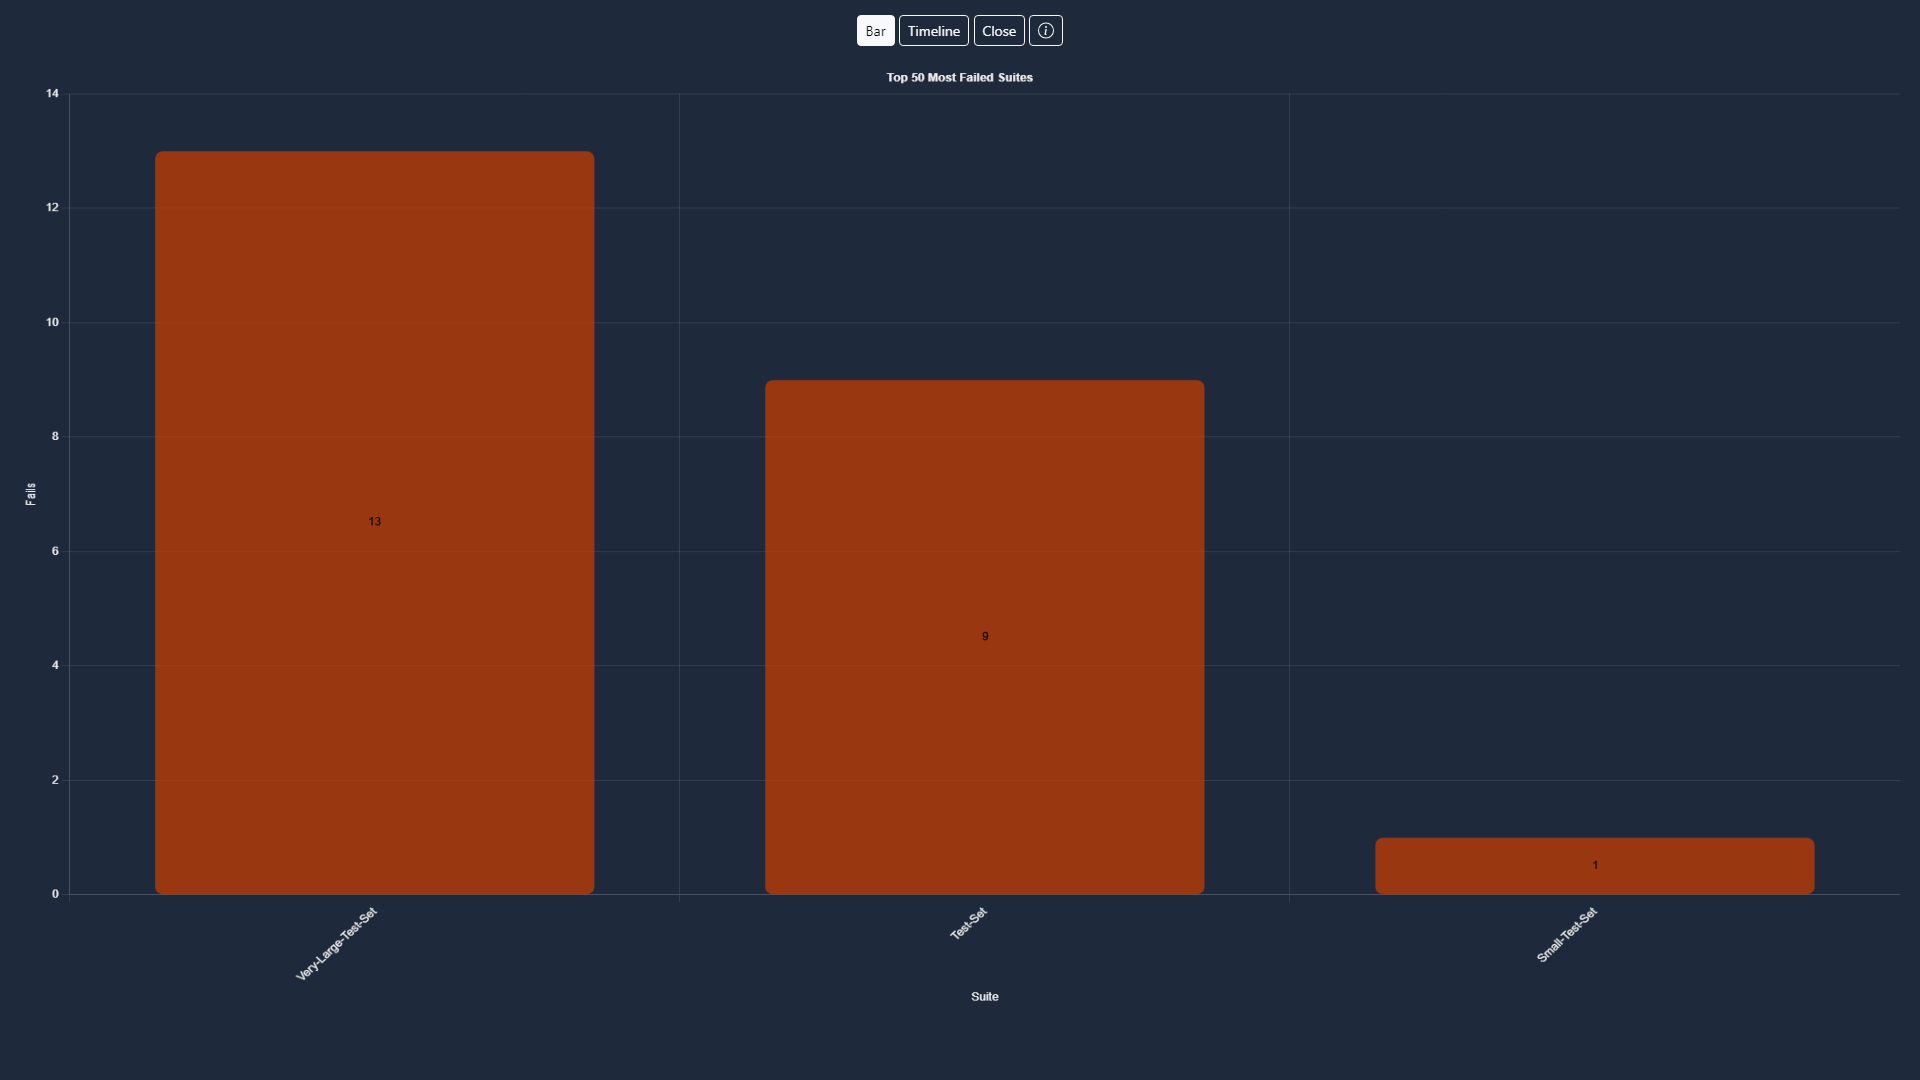 Bar
Timeline
Close
Top 50 Most Failed Suites
14
12
10
8
6
4
2
0
Fails
13
9
1
Very-Large-Test-Set
Test-Set
Small-Test-Set
Suite